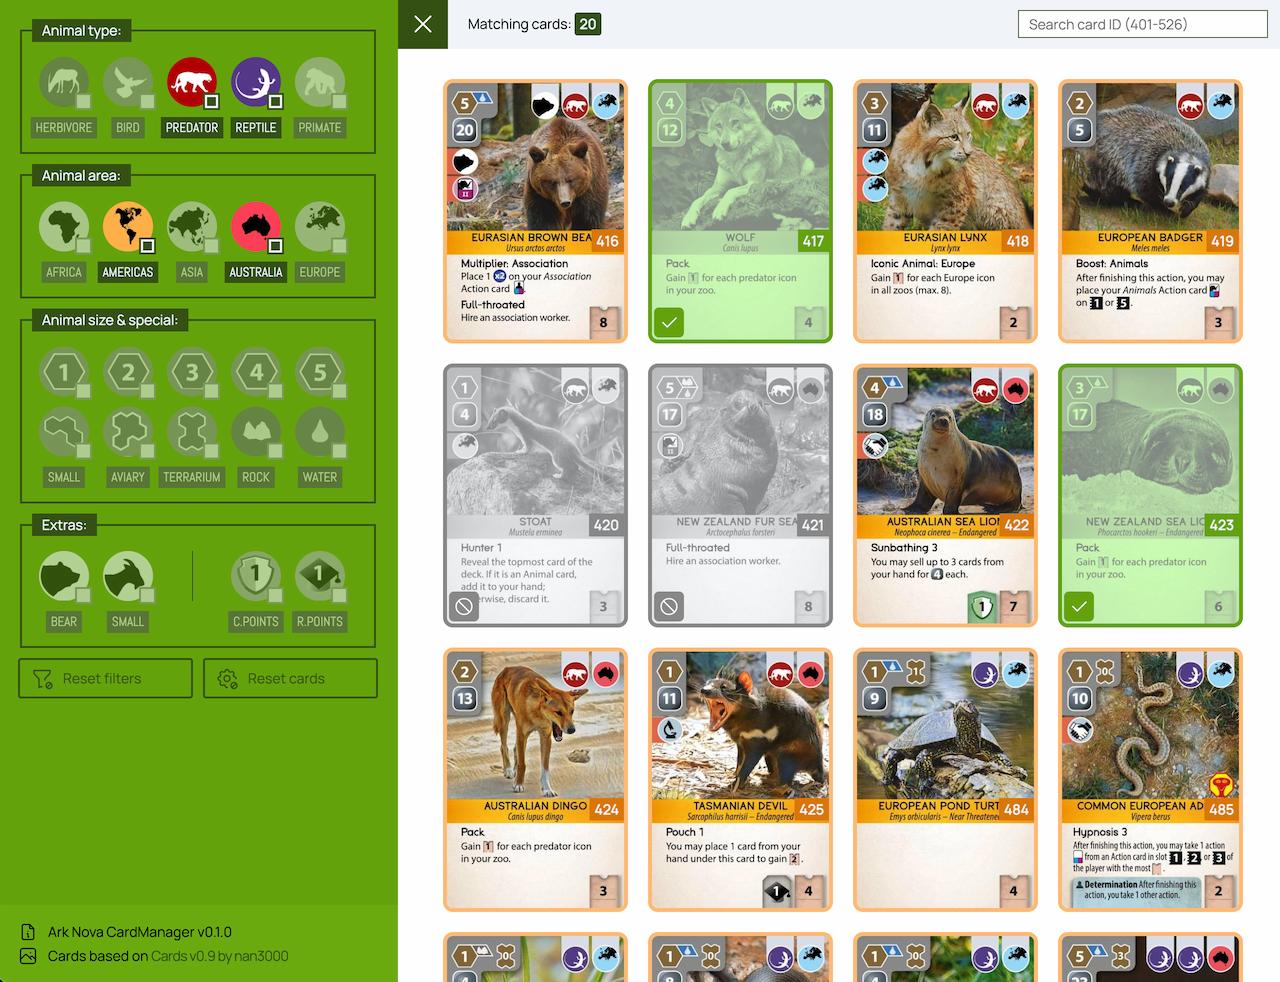 Animal type:
HERBIVORE BIRD PREDATOR REPTILE PRIMATE
Animal area:
AFRICA AMERICAS ASIA AUSTRALIA EUROPE
Animal size & special:
1 2 3 4 5
SMALL AVIARY TERRARIUM ROCK WATER
Extras:
1 1
BEAR SMALL C.POINTS R.POINTS
Reset filters Reset cards
Ark Nova CardManager v0.1.0
Cards based on Cards v0.9 by nan3000
Matching cards: 20
Search card ID (401-526)
5
20
II
EURASIAN BROWN BEA 416
Ursus arctos arctos
Multiplier: Association
Place 1 x2 on your Association
Action card
Full-throated
Hire an association worker.
8
4
12
WOLF 417
Canis lupus
Pack
Gain 1 for each predator icon
in your zoo.
4
3
11
EURASIAN LYNX 418
Lynx lynx
Iconic Animal: Europe
Gain 1 for each Europe icon
in all zoos (max. 8).
2
2
5
EUROPEAN BADGER 419
Meles meles
Boost: Animals
After finishing this action, you may
place your Animals Action card
on 1 or 5.
3
1
4
STOAT 420
Mustela erminea
Hunter 1
Reveal the topmost card of the
deck. If it is an Animal card,
add it to your hand;
erwise, discard it.
3
5
17
II
NEW ZEALAND FUR SEA 421
Arctocephalus forsteri
Full-throated
Hire an association worker.
8
4
18
AUSTRALIAN SEA LION 422
Neophoca cinerea – Endangered
Sunbathing 3
You may sell up to 3 cards from
your hand for 4 each.
1 7
3
17
NEW ZEALAND SEA LIO 423
Phocarctos hookeri – Endangered
Pack
Gain 1 for each predator icon
in your zoo.
6
2
13
AUSTRALIAN DINGO 424
Canis lupus dingo
Pack
Gain 1 for each predator icon
in your zoo.
3
1
11
TASMANIAN DEVIL 425
Sarcophilus harrisii – Endangered
Pouch 1
You may place 1 card from your
hand under this card to gain 2.
1 4
1 1
9
EUROPEAN POND TURT 484
Emys orbicularis – Near Threatene
4
1
10
COMMON EUROPEAN AD 485
Vipera berus
Hypnosis 3
After finishing this action, you may take 1 action
from an Action card in slot 1, 2, or 3 of
the player with the most
Determination After finishing this
action, you take 1 other action.
2
1
1
1
5 3